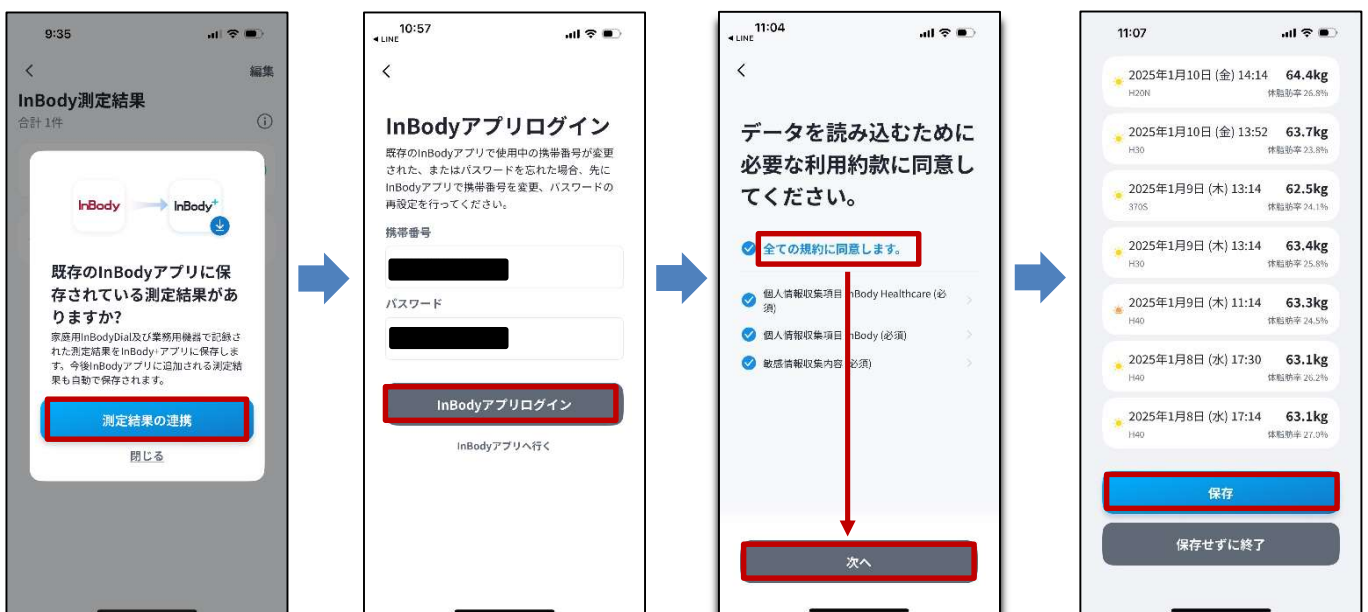 9:35
編集
InBody測定結果
合計 1件
InBody
InBody+
既存のInBodyアプリに保
存されている測定結果があ
りますか?
家庭用InBodyDial及び業務用機器で記録さ
れた測定結果をInBody+アプリに保存しま
す。今後InBodyアプリに追加される測定結
果も自動で保存されます。
測定結果の連携
閉じる
10:57
◀ LINE
InBodyアプリログイン
既存のInBodyアプリで使用中の携帯番号が変更
された、またはパスワードを忘れた場合、先に
InBodyアプリで携帯番号を変更、パスワードの
再設定を行ってください。
携帯番号
パスワード
InBodyアプリログイン
InBodyアプリへ行く
11:04
◀ LINE
データを読み込むために
必要な利用約款に同意し
てください。
全ての規約に同意します。
個人情報収集項目 InBody Healthcare (必
須)
個人情報収集項目 InBody (必須)
敏感情報収集内容 (必須)
次へ
11:07
2025年1月10日 (金) 14:14 64.4kg
H20N 体脂肪率 26.8%
2025年1月10日 (金) 13:52 63.7kg
H30 体脂肪率 23.8%
2025年1月9日 (木) 13:14 62.5kg
370S 体脂肪率 24.1%
2025年1月9日 (木) 13:14 63.4kg
H30 体脂肪率 25.8%
2025年1月9日 (木) 11:14 63.3kg
H40 体脂肪率 24.5%
2025年1月8日 (水) 17:30 63.1kg
H40 体脂肪率 26.2%
2025年1月8日 (水) 17:14 63.1kg
H40 体脂肪率 27.0%
保存
保存せずに終了